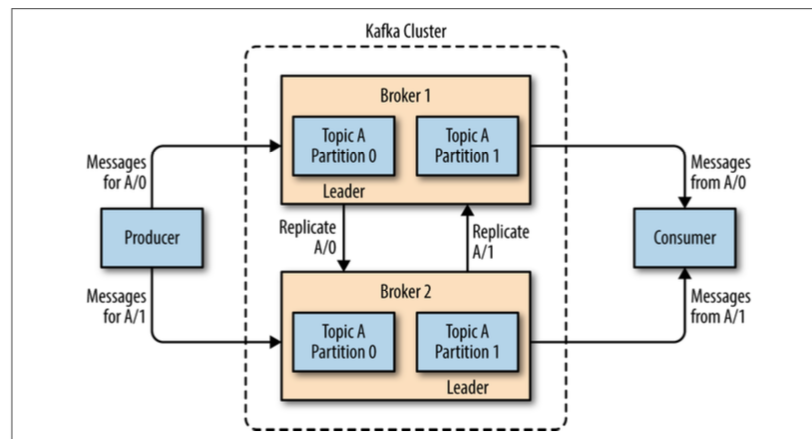 Kafka Cluster
Broker 1
Topic A
Partition 0
Topic A
Partition 1
Leader
Messages
for A/0
Messages
from A/0
Producer
Replicate
A/0
Replicate
A/1
Consumer
Messages
for A/1
Messages
from A/1
Broker 2
Topic A
Partition 0
Topic A
Partition 1
Leader